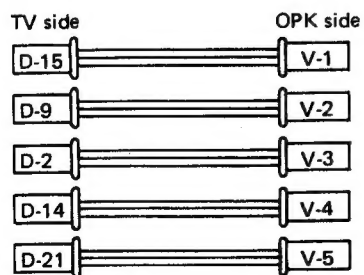 TV side OPK side
D-15 V-1
D-9 V-2
D-2 V-3
D-14 V-4
D-21 V-5